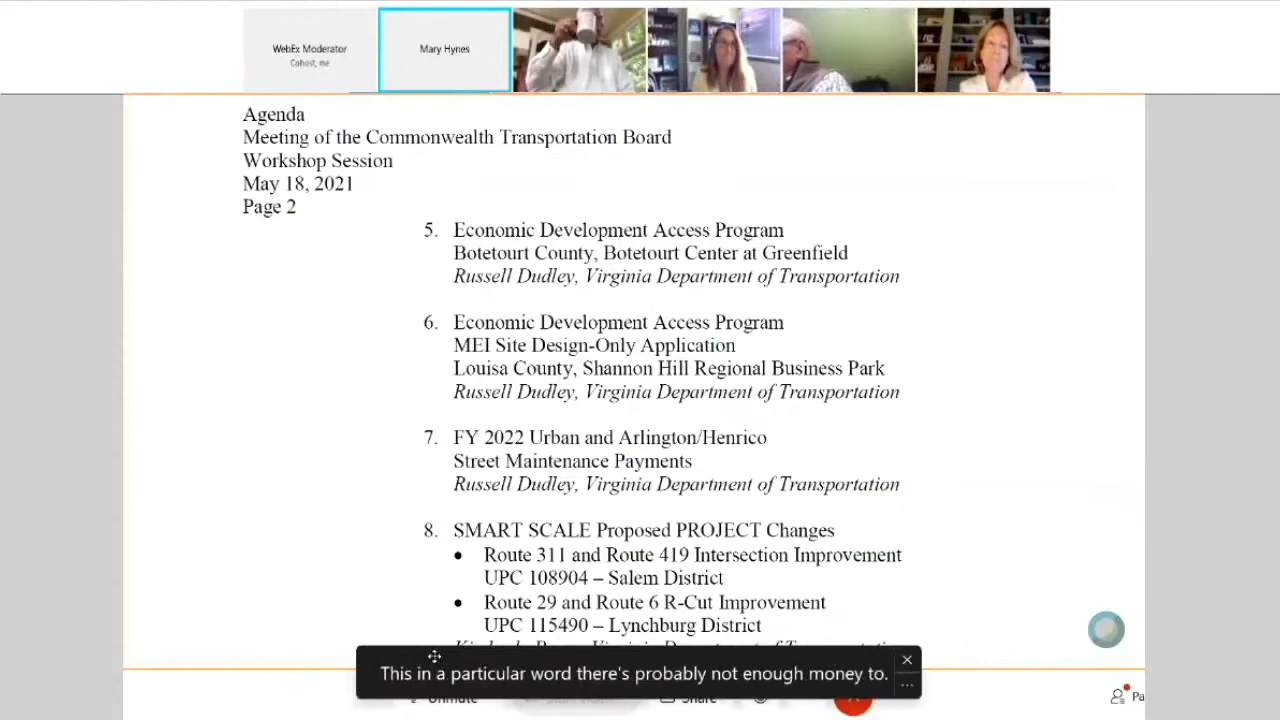 WebEx Moderator
Cohost, me
Mary Hynes
Agenda
Meeting of the Commonwealth Transportation Board
Workshop Session
May 18, 2021
Page 2
5. Economic Development Access Program
Botetourt County, Botetourt Center at Greenfield
Russell Dudley, Virginia Department of Transportation
6. Economic Development Access Program
MEI Site Design-Only Application
Louisa County, Shannon Hill Regional Business Park
Russell Dudley, Virginia Department of Transportation
7. FY 2022 Urban and Arlington/Henrico
Street Maintenance Payments
Russell Dudley, Virginia Department of Transportation
8. SMART SCALE Proposed PROJECT Changes
• Route 311 and Route 419 Intersection Improvement
UPC 108904 – Salem District
• Route 29 and Route 6 R-Cut Improvement
UPC 115490 – Lynchburg District
This in a particular word there's probably not enough money to.
Unmute
Share
Pa